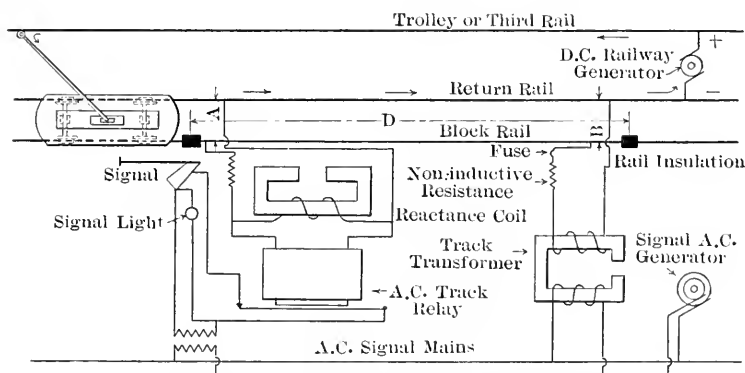 Trolley or Third Rail
+
D.C. Railway
Generator
Return Rail
−
A
D
B
Block Rail
Fuse
Rail Insulation
Signal
Non-inductive
Resistance
Signal Light
Reactance Coil
Track
Transformer
Signal A.C.
Generator
A.C. Track
Relay
A.C. Signal Mains